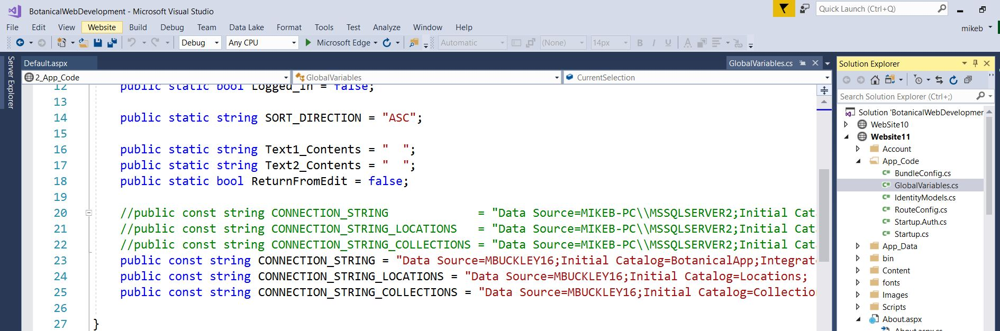 BotanicalWebDevelopment - Microsoft Visual Studio
Quick Launch (Ctrl+Q)
File Edit View Website Build Debug Team Data Lake Format Tools Test Analyze Window Help
mikeb
Debug Any CPU Microsoft Edge Automatic (None) 14px B I U A
Server Explorer
Default.aspx
GlobalVariables.cs
2_App_Code GlobalVariables CurrentSelection
12 public static bool Logged_In = false;
13
14 public static string SORT_DIRECTION = "ASC";
15
16 public static string Text1_Contents = "  ";
17 public static string Text2_Contents = "  ";
18 public static bool ReturnFromEdit = false;
19
20 //public const string CONNECTION_STRING = "Data Source=MIKEB-PC\\MSSQLSERVER2;Initial Cat
21 //public const string CONNECTION_STRING_LOCATIONS = "Data Source=MIKEB-PC\\MSSQLSERVER2;Initial Cat
22 //public const string CONNECTION_STRING_COLLECTIONS = "Data Source=MIKEB-PC\\MSSQLSERVER2;Initial Cat
23 public const string CONNECTION_STRING = "Data Source=MBUCKLEY16;Initial Catalog=BotanicalApp;Integrat
24 public const string CONNECTION_STRING_LOCATIONS = "Data Source=MBUCKLEY16;Initial Catalog=Locations;
25 public const string CONNECTION_STRING_COLLECTIONS = "Data Source=MBUCKLEY16;Initial Catalog=Collectio
26
27 }
Solution Explorer
Search Solution Explorer (Ctrl+;)
Solution 'BotanicalWebDevelopmer
WebSite10
Website11
Account
App_Code
C# BundleConfig.cs
C# GlobalVariables.cs
C# IdentityModels.cs
C# RouteConfig.cs
C# Startup.Auth.cs
C# Startup.cs
App_Data
bin
Content
fonts
Images
Scripts
About.aspx
About.aspx.cs